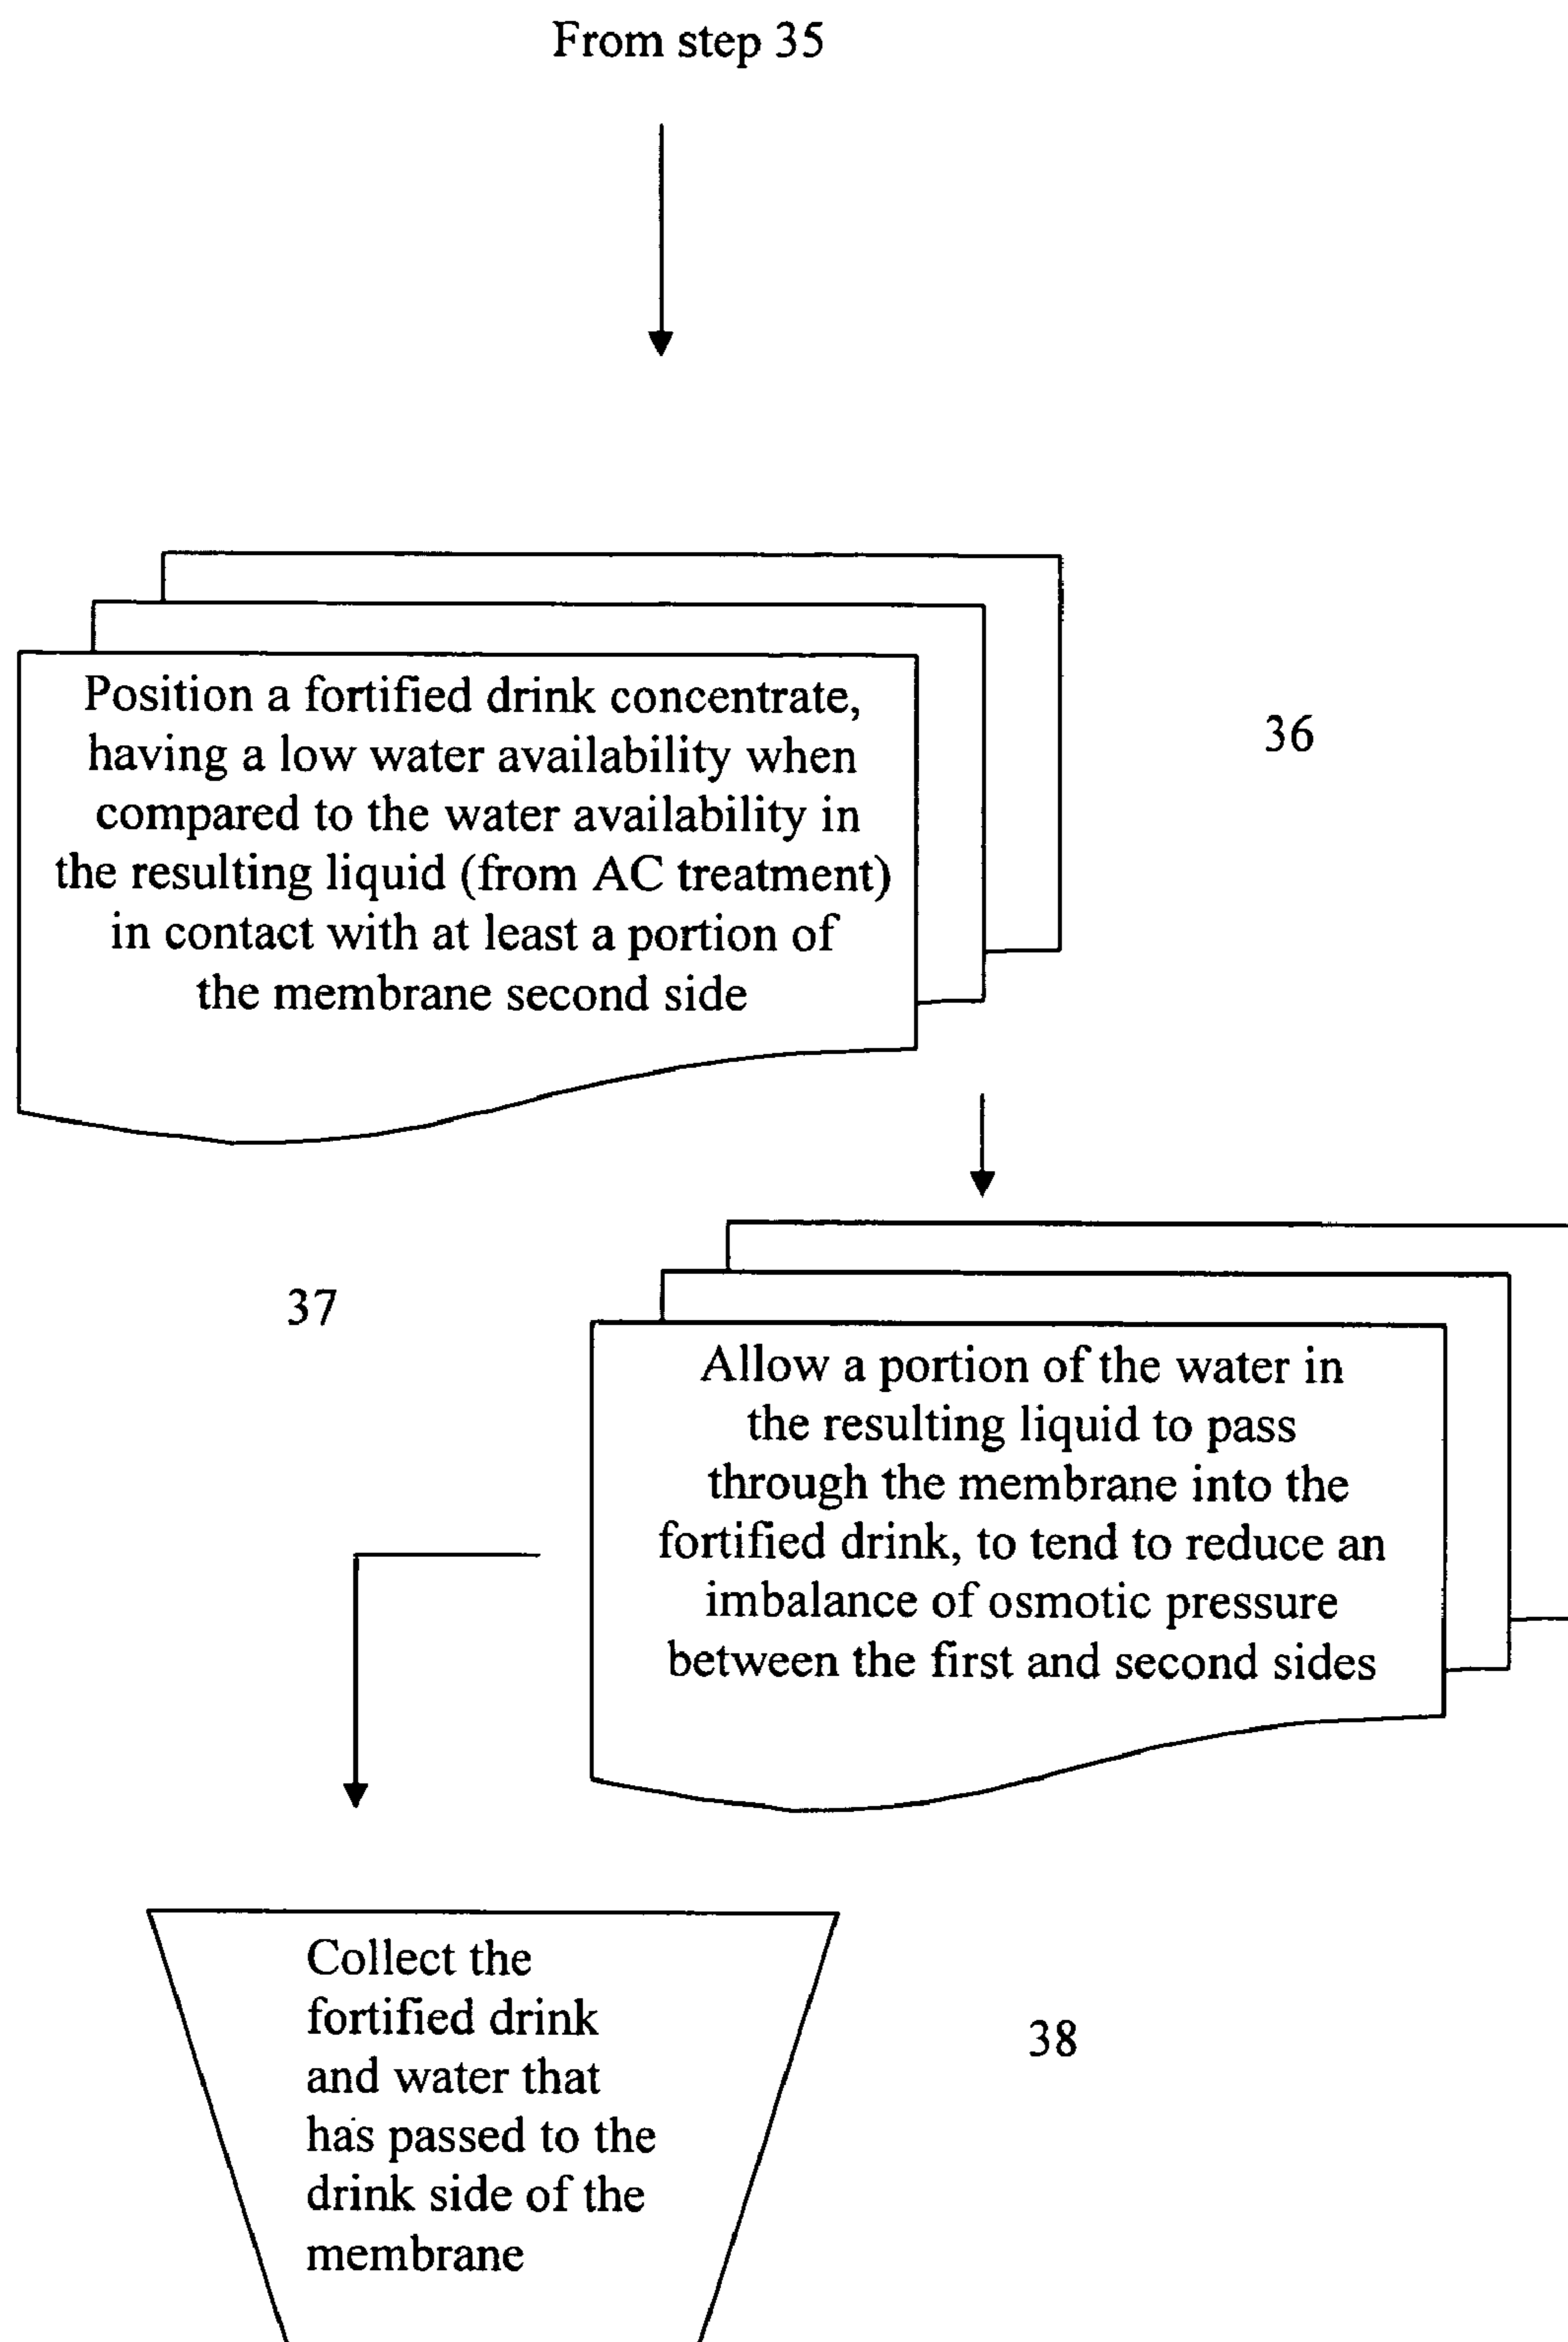 From step 35
Position a fortified drink concentrate,
having a low water availability when
compared to the water availability in
the resulting liquid (from AC treatment)
in contact with at least a portion of
the membrane second side
36
37
Allow a portion of the water in
the resulting liquid to pass
through the membrane into the
fortified drink, to tend to reduce an
imbalance of osmotic pressure
between the first and second sides
Collect the
fortified drink
and water that
has passed to the
drink side of the
membrane
38